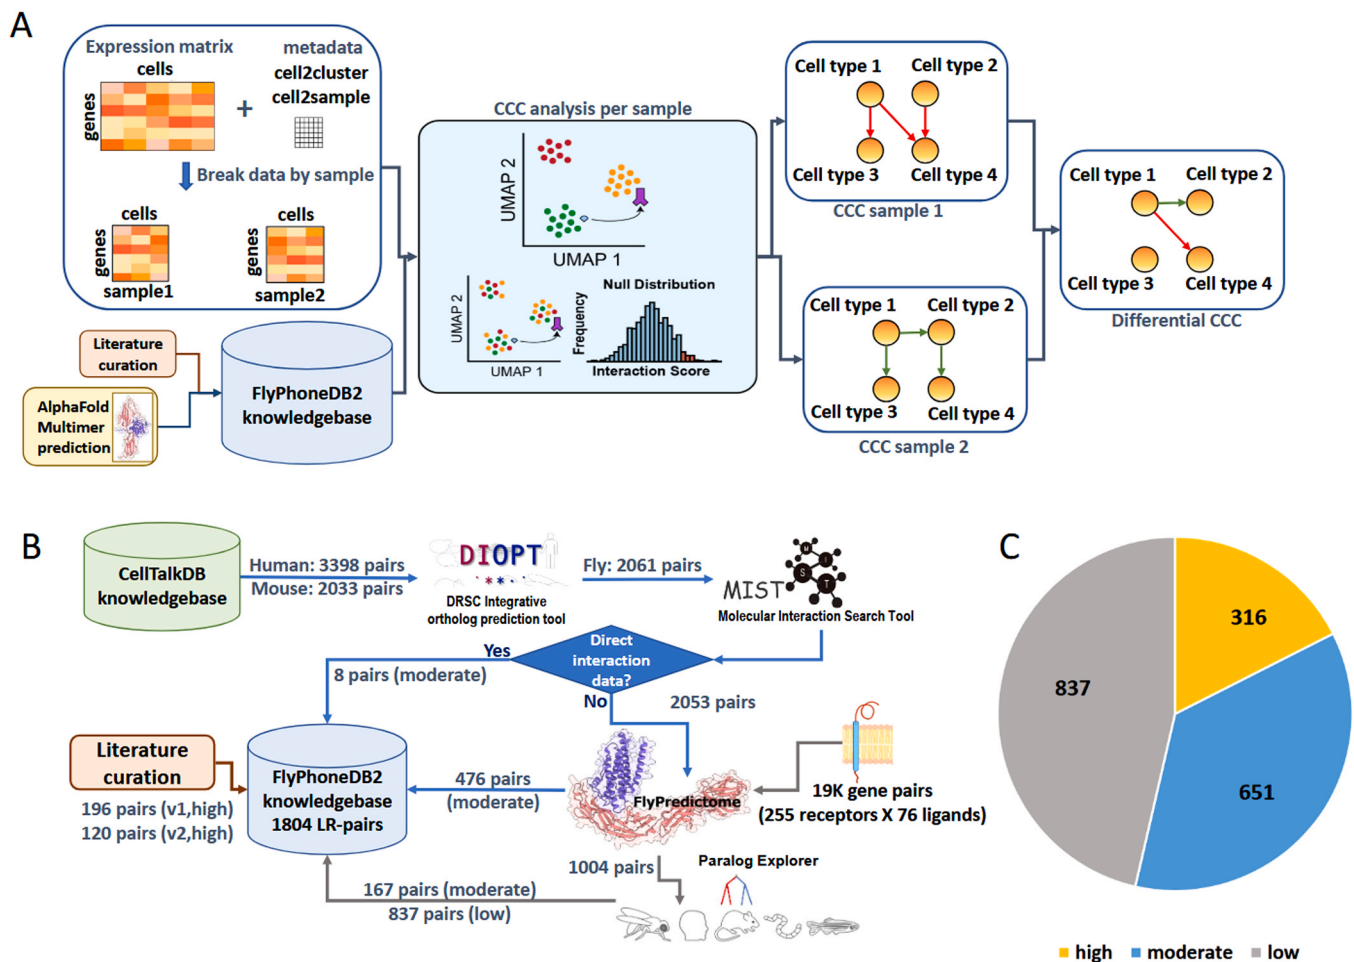 A
Expression matrix
metadata
cells
cell2cluster
cell2sample
genes
+
Break data by sample
cells
cells
genes
genes
sample1
sample2
Literature
curation
AlphaFold
Multimer
prediction
FlyPhoneDB2
knowledgebase
CCC analysis per sample
UMAP 2
UMAP 1
UMAP 2
UMAP 1
Null Distribution
Frequency
Interaction Score
Cell type 1
Cell type 2
Cell type 3
Cell type 4
CCC sample 1
Cell type 1
Cell type 2
Cell type 3
Cell type 4
CCC sample 2
Cell type 1
Cell type 2
Cell type 3
Cell type 4
Differential CCC
B
CellTalkDB
knowledgebase
Human: 3398 pairs
Mouse: 2033 pairs
DIOPT
DRSC Integrative
ortholog prediction tool
Fly: 2061 pairs
MIST
M
I
S
T
Molecular Interaction Search Tool
Direct
interaction
data?
Yes
8 pairs (moderate)
No
2053 pairs
Literature
curation
196 pairs (v1,high)
120 pairs (v2,high)
FlyPhoneDB2
knowledgebase
1804 LR-pairs
476 pairs
(moderate)
FlyPredictome
19K gene pairs
(255 receptors X 76 ligands)
1004 pairs
Paralog Explorer
167 pairs (moderate)
837 pairs (low)
C
316
837
651
high
moderate
low